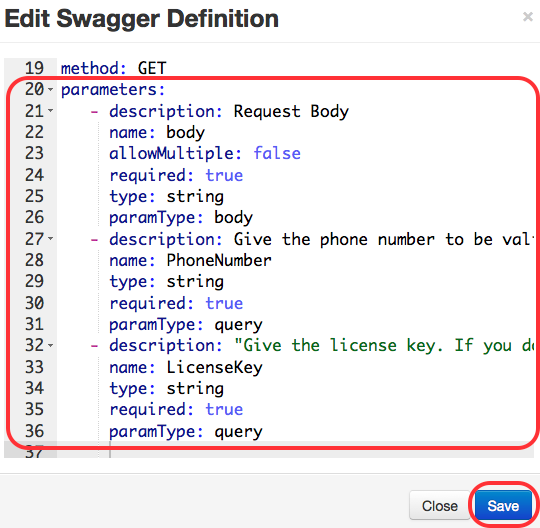 Edit Swagger Definition ×
19 method: GET
20 parameters:
21 - description: Request Body
22 name: body
23 allowMultiple: false
24 required: true
25 type: string
26 paramType: body
27 - description: Give the phone number to be
28 name: PhoneNumber
29 type: string
30 required: true
31 paramType: query
32 - description: "Give the license key. If you
33 name: LicenseKey
34 type: string
35 required: true
36 paramType: query
37
Close Save